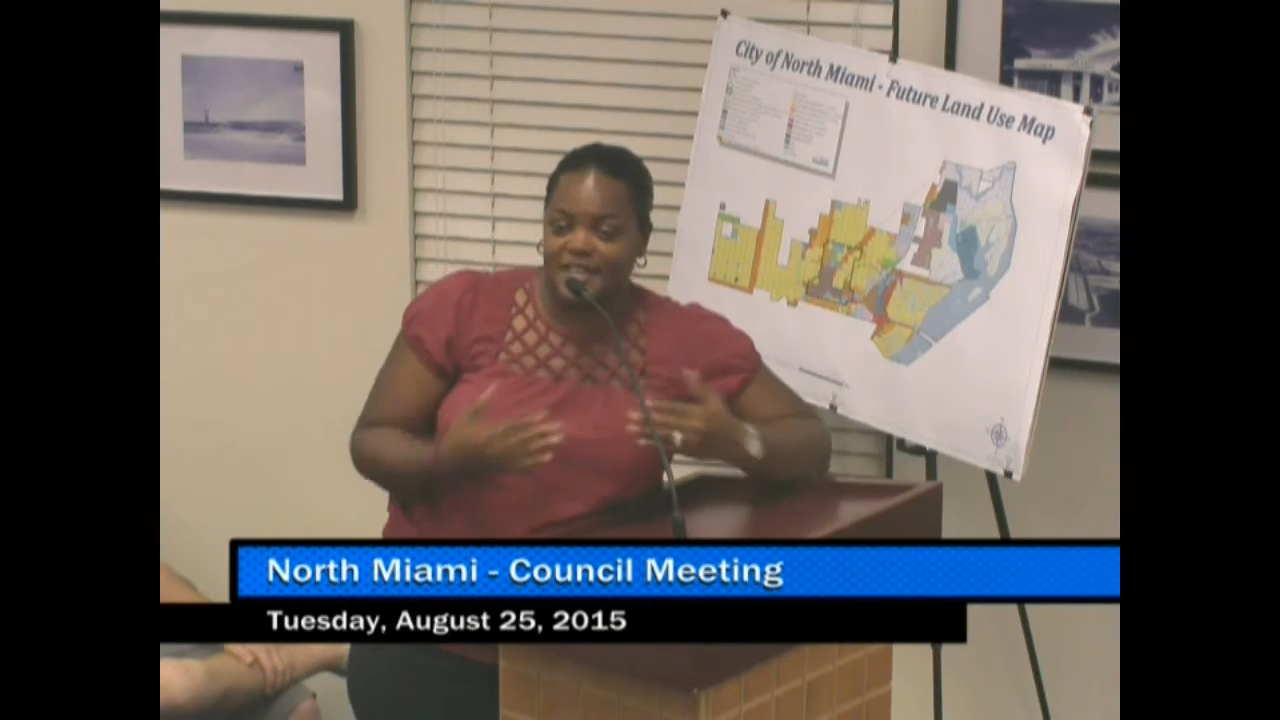 City of North Miami - Future Land Use Map
North Miami - Council Meeting
Tuesday, August 25, 2015